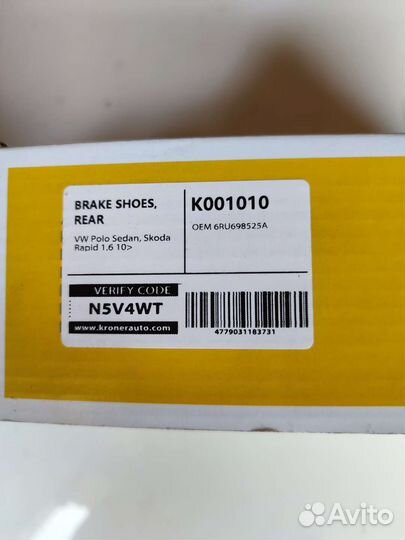 BRAKE SHOES,
REAR
VW Polo Sedan, Skoda
Rapid 1,6 10>
K001010
OEM 6RU698525A
VERIFY CODE
N5V4WT
www.kronerauto.com
4779031183731
Avito